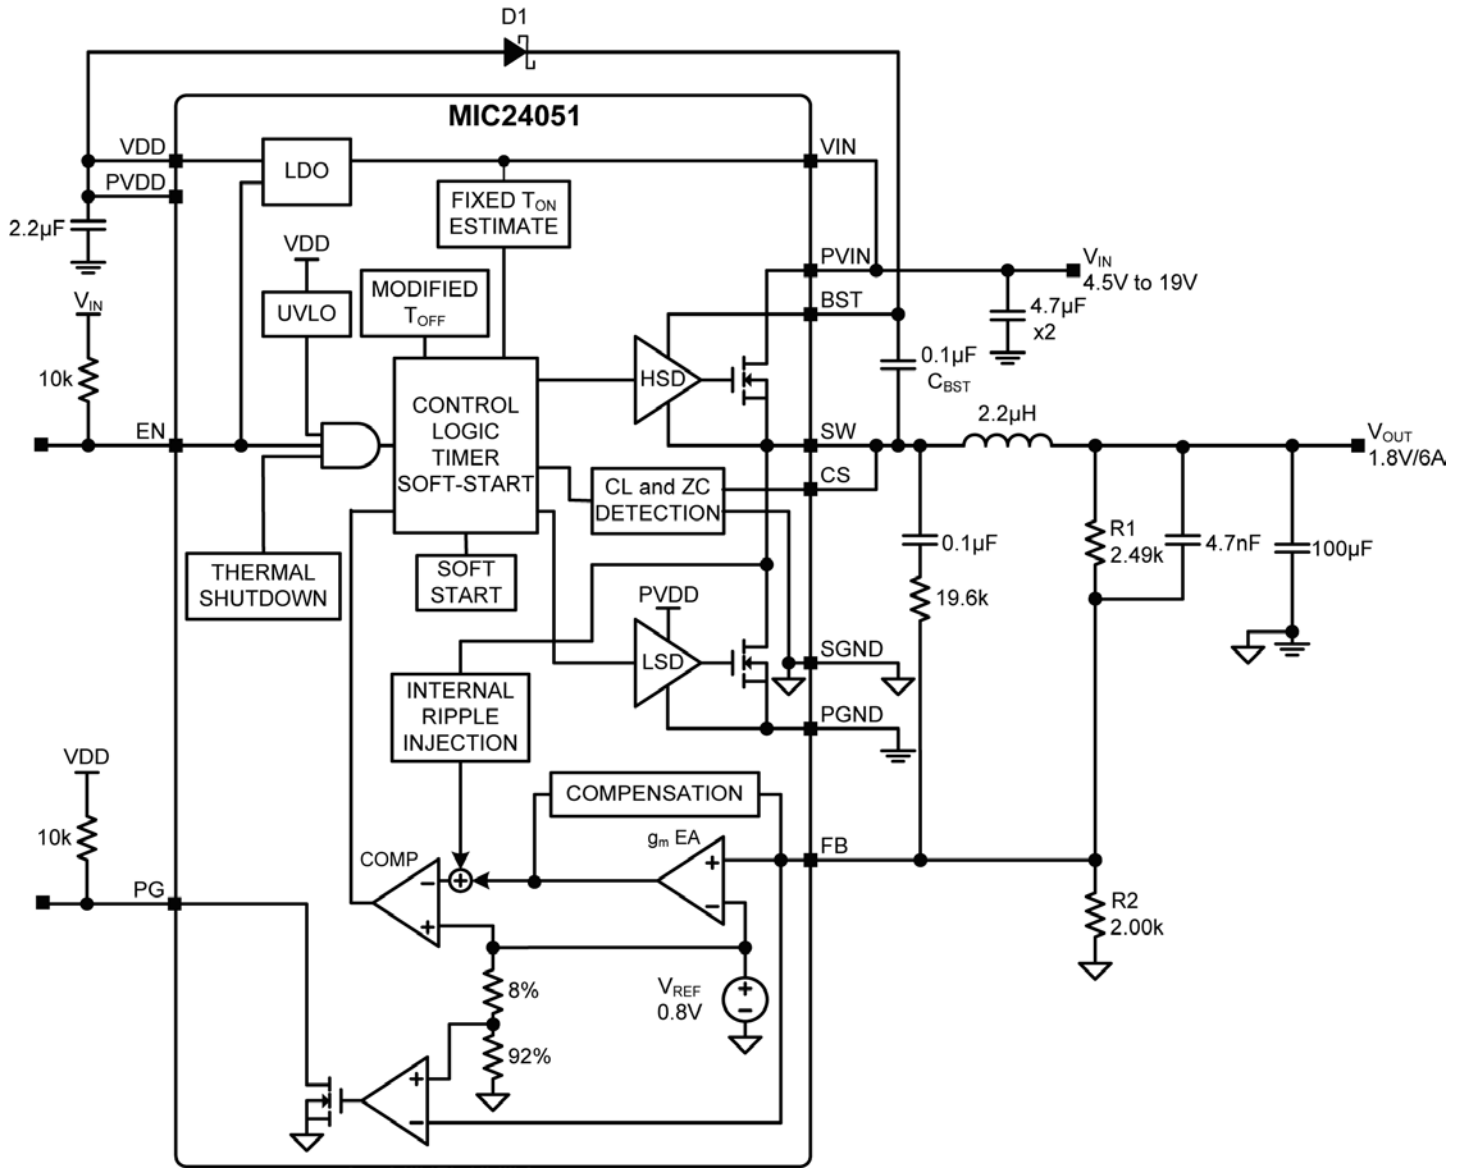 D1
MIC24051
VDD
PVDD
2.2µF
LDO
VIN
FIXED TON
ESTIMATE
VDD
UVLO
MODIFIED
TOFF
PVIN
BST
VIN
4.5V to 19V
4.7µF
x2
VIN
10k
EN
CONTROL
LOGIC
TIMER
SOFT-START
HSD
0.1µF
CBST
SW
CS
2.2µH
VOUT
1.8V/6A
CL and ZC
DETECTION
THERMAL
SHUTDOWN
SOFT
START
0.1µF
19.6k
R1
2.49k
4.7nF
100µF
PVDD
LSD
SGND
PGND
INTERNAL
RIPPLE
INJECTION
VDD
10k
PG
COMPENSATION
gm EA
COMP
FB
+
−
+
−
+
R2
2.00k
8%
92%
VREF
0.8V
+
−
+
−